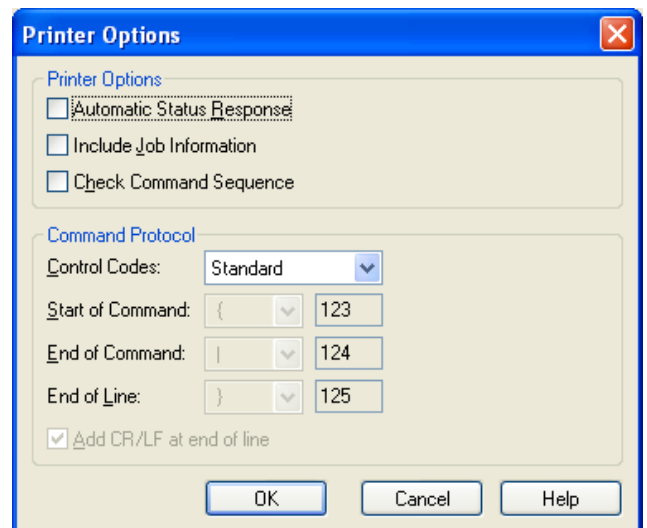 Printer Options
Printer Options
Automatic Status Response
Include Job Information
Check Command Sequence
Command Protocol
Control Codes: Standard
Start of Command: { 123
End of Command: | 124
End of Line: } 125
Add CR/LF at end of line
OK Cancel Help